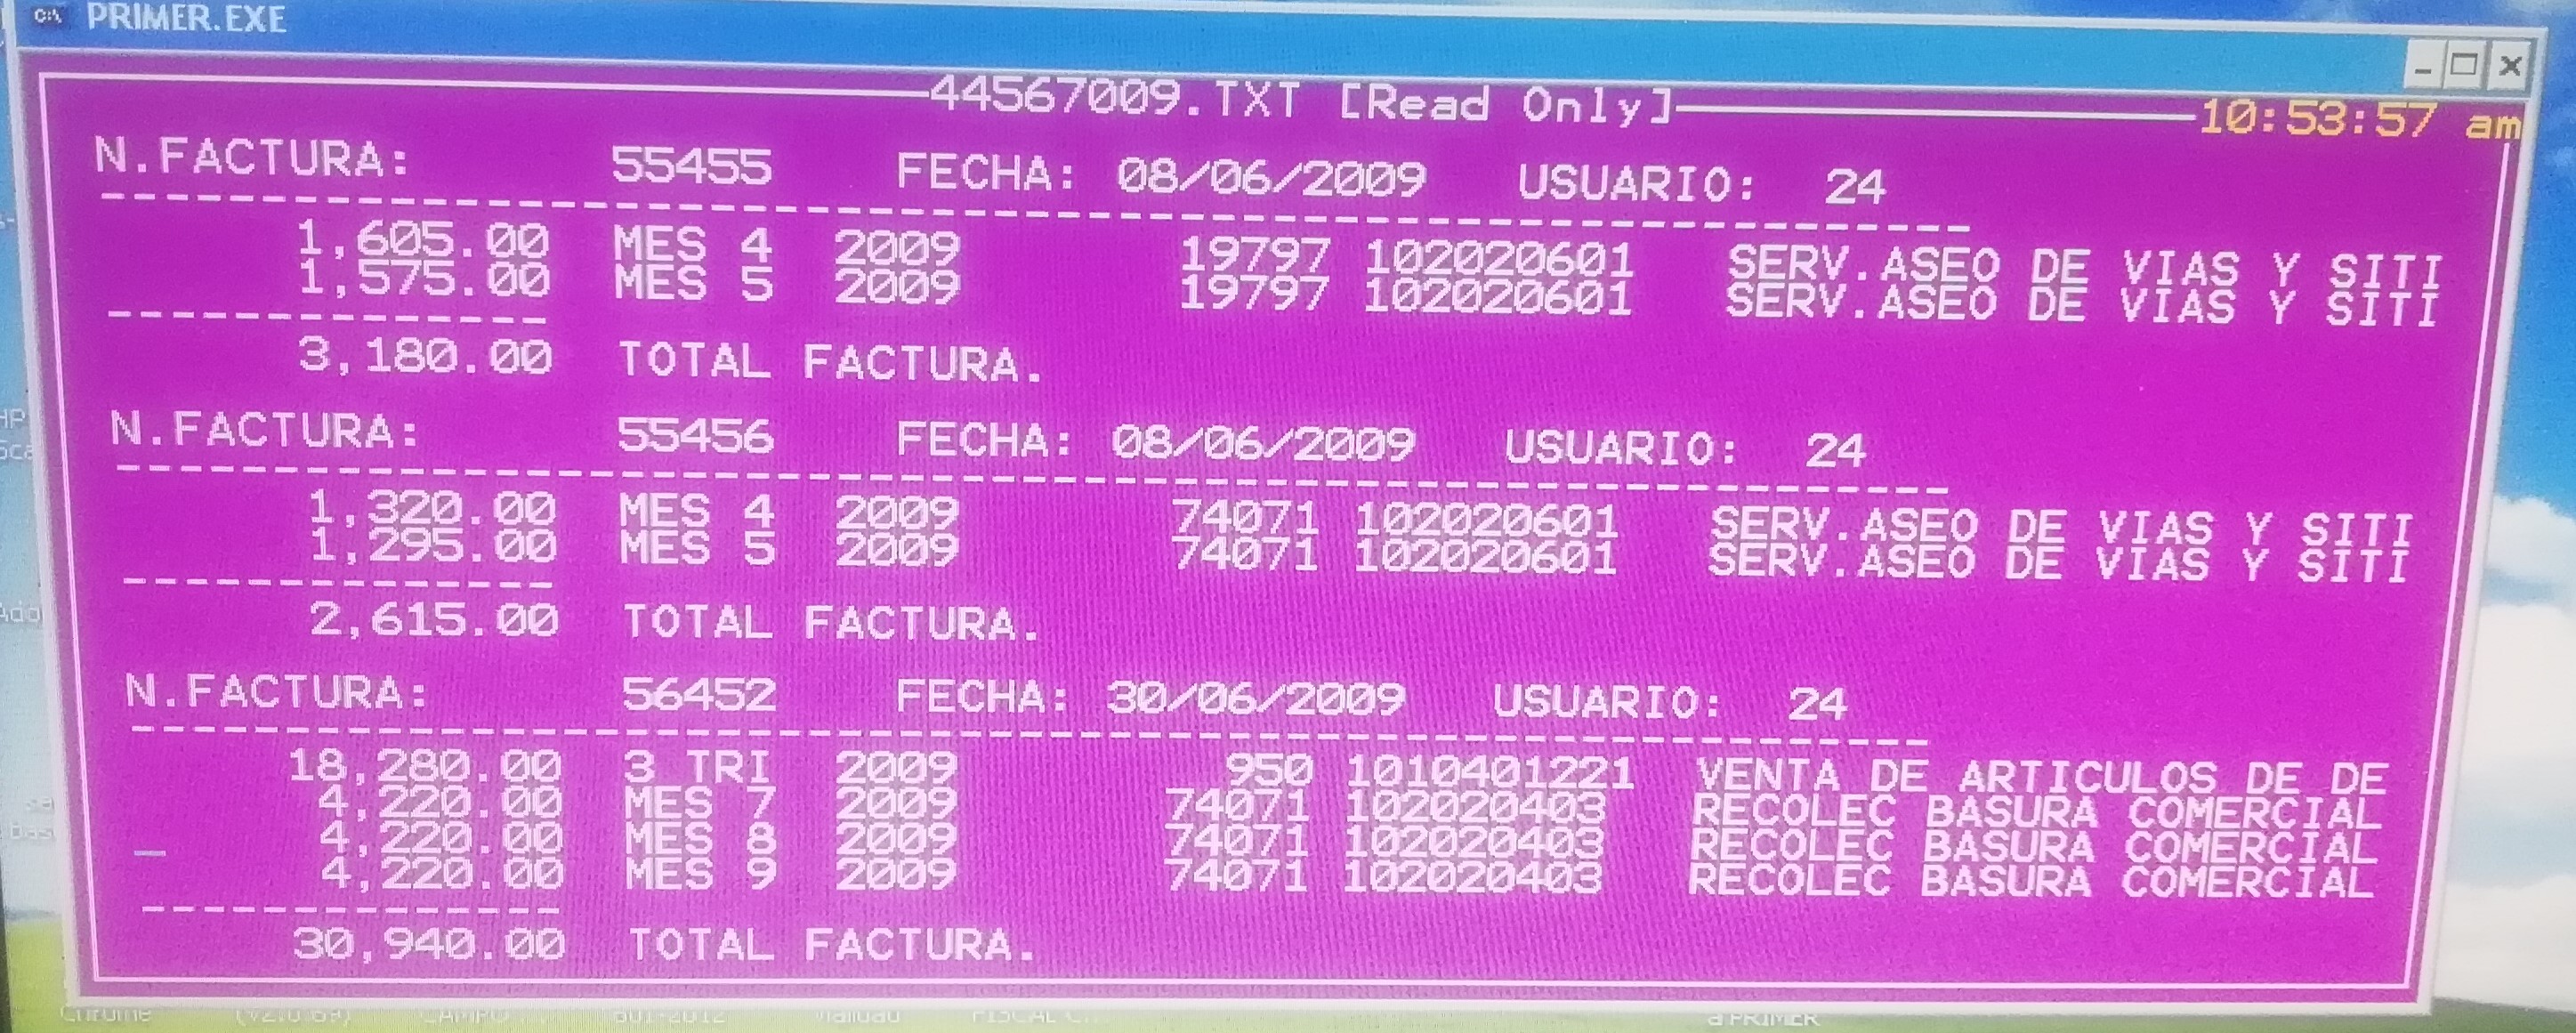 PRIMER.EXE
44567009.TXT [Read Only]
10:53:57 am
N.FACTURA: 55455 FECHA: 08/06/2009 USUARIO: 24
1,605.00 MES 4 2009 19797 102020601 SERV.ASEO DE VIAS Y SITI
1,575.00 MES 5 2009 19797 102020601 SERV.ASEO DE VIAS Y SITI
3,180.00 TOTAL FACTURA.
N.FACTURA: 55456 FECHA: 08/06/2009 USUARIO: 24
1,320.00 MES 4 2009 74071 102020601 SERV.ASEO DE VIAS Y SITI
1,295.00 MES 5 2009 74071 102020601 SERV.ASEO DE VIAS Y SITI
2,615.00 TOTAL FACTURA.
N.FACTURA: 56452 FECHA: 30/06/2009 USUARIO: 24
18,280.00 3 TRI 2009 950 1010401221 VENTA DE ARTICULOS DE DE
4,220.00 MES 7 2009 74071 102020403 RECOLEC BASURA COMERCIAL
4,220.00 MES 8 2009 74071 102020403 RECOLEC BASURA COMERCIAL
4,220.00 MES 9 2009 74071 102020403 RECOLEC BASURA COMERCIAL
30,940.00 TOTAL FACTURA.
Chrome (v2.0.69) CAMPO a PRIMER